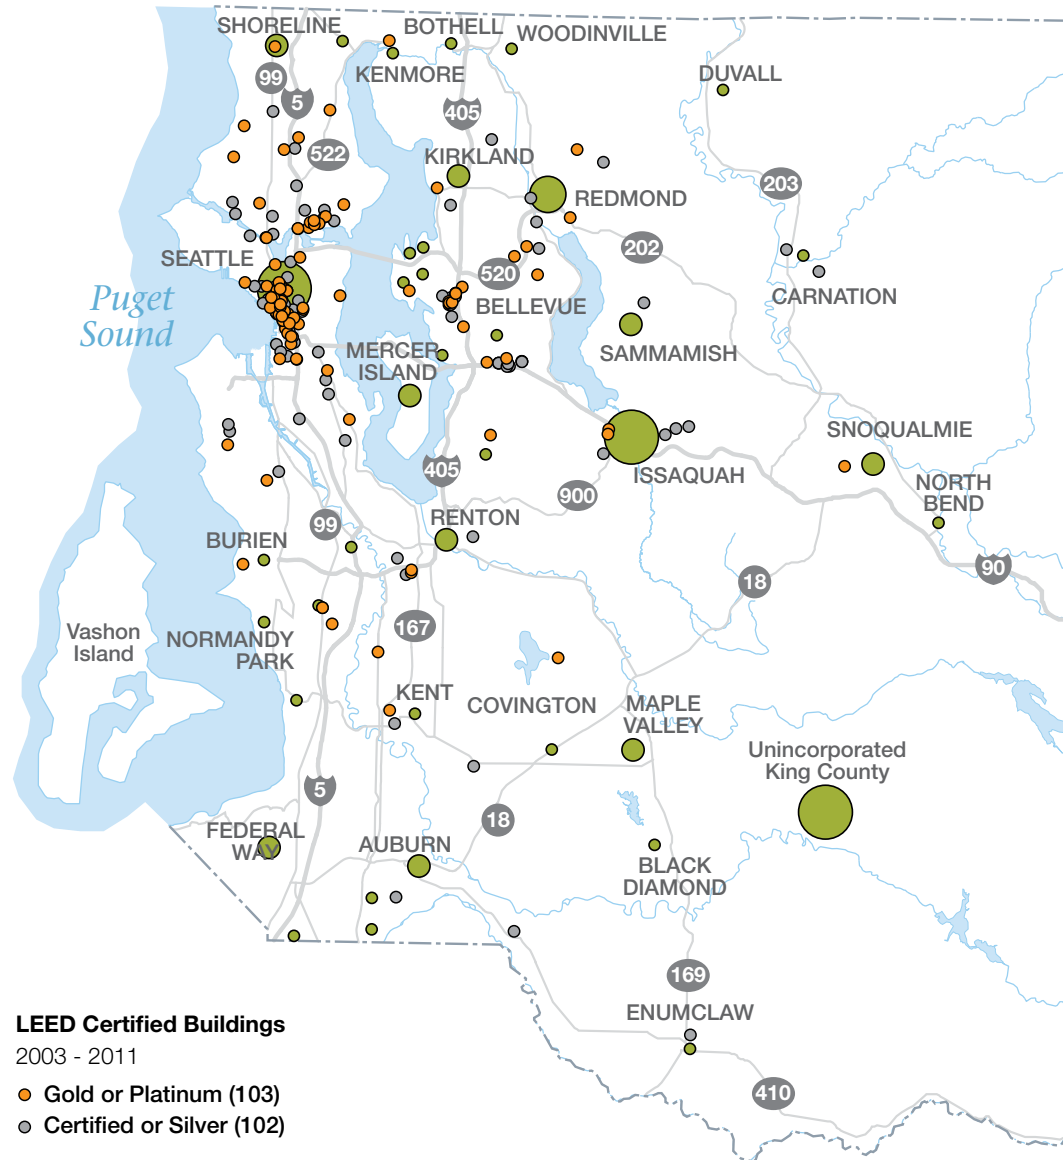 SHORELINE
BOTHELL
WOODINVILLE
KENMORE
DUVALL
99
5
405
522
KIRKLAND
203
REDMOND
202
SEATTLE
520
Puget
Sound
BELLEVUE
CARNATION
MERCER
ISLAND
SAMMAMISH
SNOQUALMIE
405
ISSAQUAH
NORTH
BEND
900
RENTON
99
BURIEN
90
18
167
Vashon
Island
NORMANDY
PARK
KENT
COVINGTON
MAPLE
VALLEY
Unincorporated
King County
5
18
FEDERAL
WAY
AUBURN
BLACK
DIAMOND
169
ENUMCLAW
410
LEED Certified Buildings
2003 - 2011
Gold or Platinum (103)
Certified or Silver (102)